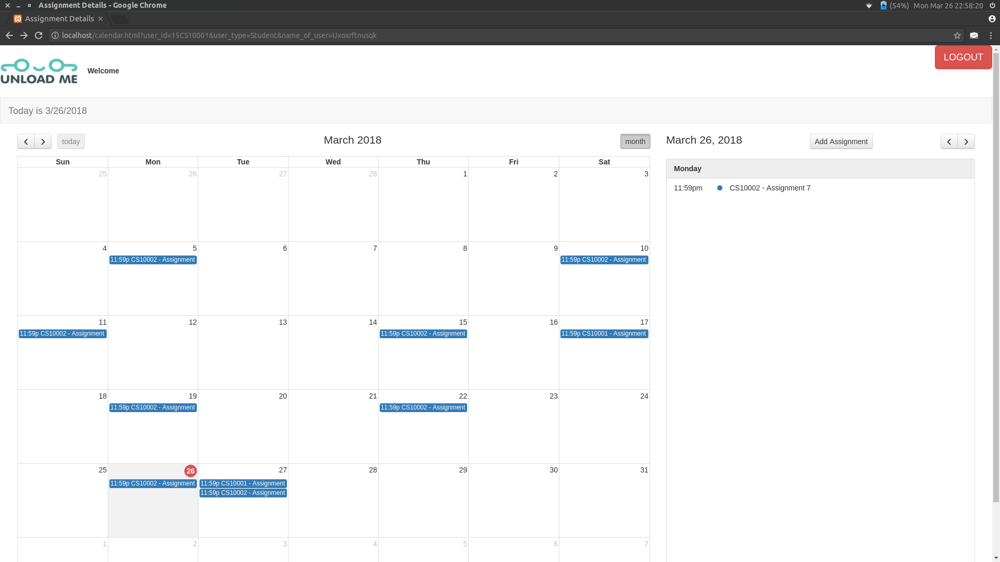 Assignment Details - Google Chrome
(54%) Mon Mar 26 22:58:20
Assignment Details
localhost/calendar.html?user_id=15CS10001&user_type=Student&name_of_user=Uxoxrftnusqk
LOGOUT
UNLOAD ME
Welcome
Today is 3/26/2018
today
March 2018
month
March 26, 2018
Add Assignment
Sun Mon Tue Wed Thu Fri Sat
Monday
11:59pm CS10002 - Assignment 7
25 26 27 28 1 2 3
4 5 6 7 8 9 10
11:59p CS10002 - Assignment 11:59p CS10002 - Assignment
11 12 13 14 15 16 17
11:59p CS10002 - Assignment 11:59p CS10002 - Assignment 11:59p CS10001 - Assignment
18 19 20 21 22 23 24
11:59p CS10002 - Assignment 11:59p CS10002 - Assignment
25 26 27 28 29 30 31
11:59p CS10002 - Assignment 11:59p CS10001 - Assignment
11:59p CS10002 - Assignment
1 2 3 4 5 6 7